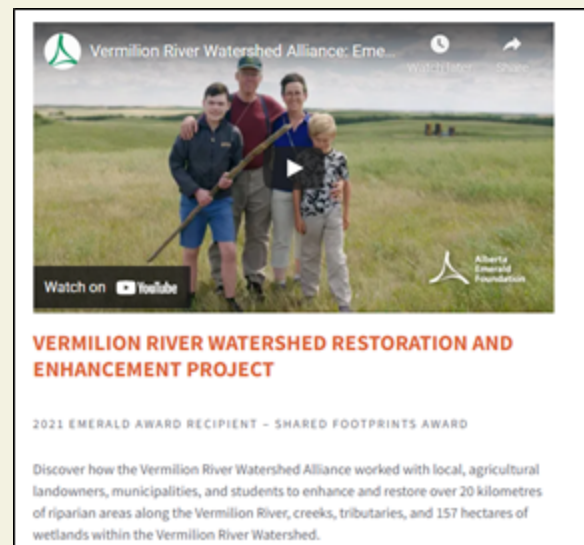 Vermilion River Watershed Alliance: Eme...
Watch later
Share
Alberta
Emerald
Foundation
Watch on YouTube
VERMILION RIVER WATERSHED RESTORATION AND
ENHANCEMENT PROJECT
2021 EMERALD AWARD RECIPIENT – SHARED FOOTPRINTS AWARD
Discover how the Vermilion River Watershed Alliance worked with local, agricultural
landowners, municipalities, and students to enhance and restore over 20 kilometres
of riparian areas along the Vermilion River, creeks, tributaries, and 157 hectares of
wetlands within the Vermilion River Watershed.